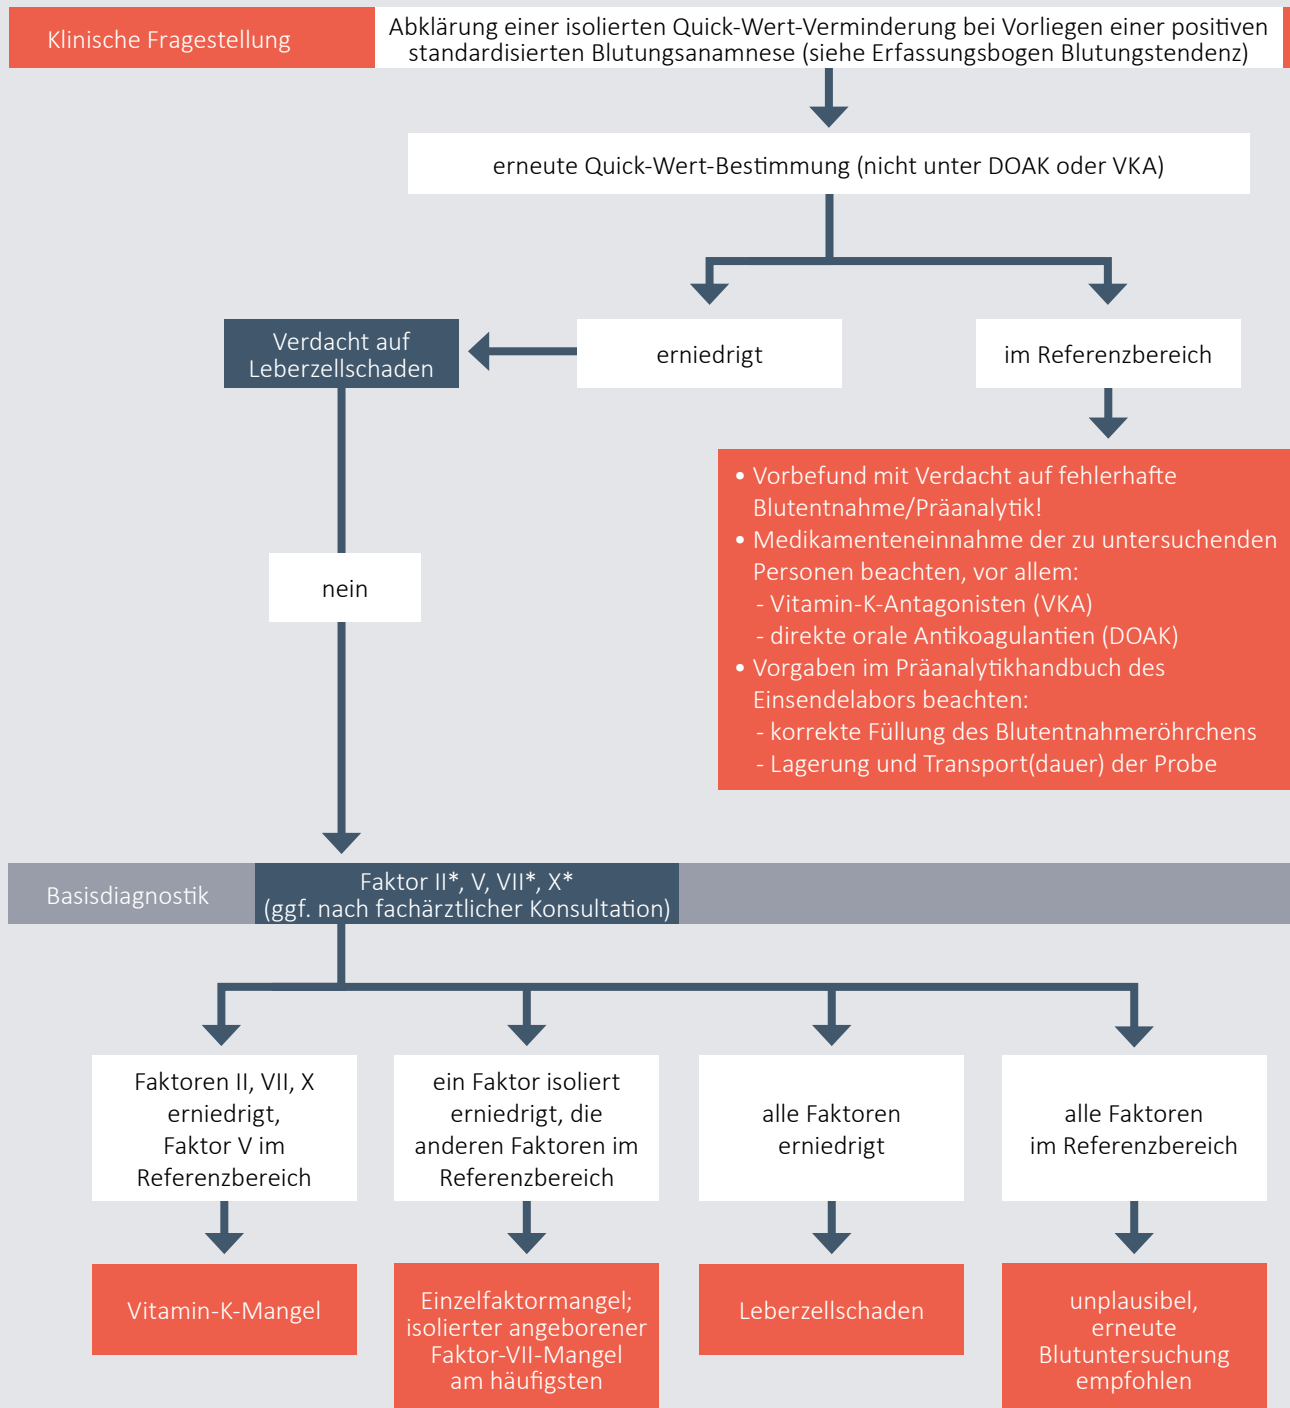 Klinische Fragestellung
Abklärung einer isolierten Quick-Wert-Verminderung bei Vorliegen einer positiven
standardisierten Blutungsanamnese (siehe Erfassungsbogen Blutungstendenz)
erneute Quick-Wert-Bestimmung (nicht unter DOAK oder VKA)
Verdacht auf
Leberzellschaden
erniedrigt
im Referenzbereich
• Vorbefund mit Verdacht auf fehlerhafte
Blutentnahme/Präanalytik!
• Medikamenteneinnahme der zu untersuchenden
Personen beachten, vor allem:
- Vitamin-K-Antagonisten (VKA)
- direkte orale Antikoagulantien (DOAK)
• Vorgaben im Präanalytikhandbuch des
Einsendelabors beachten:
- korrekte Füllung des Blutentnahmeröhrchens
- Lagerung und Transport(dauer) der Probe
nein
Basisdiagnostik
Faktor II*, V, VII*, X*
(ggf. nach fachärztlicher Konsultation)
Faktoren II, VII, X
erniedrigt,
Faktor V im
Referenzbereich
ein Faktor isoliert
erniedrigt, die
anderen Faktoren im
Referenzbereich
alle Faktoren
erniedrigt
alle Faktoren
im Referenzbereich
Vitamin-K-Mangel
Einzelfaktormangel;
isolierter angeborener
Faktor-VII-Mangel
am häufigsten
Leberzellschaden
unplausibel,
erneute
Blutuntersuchung
empfohlen